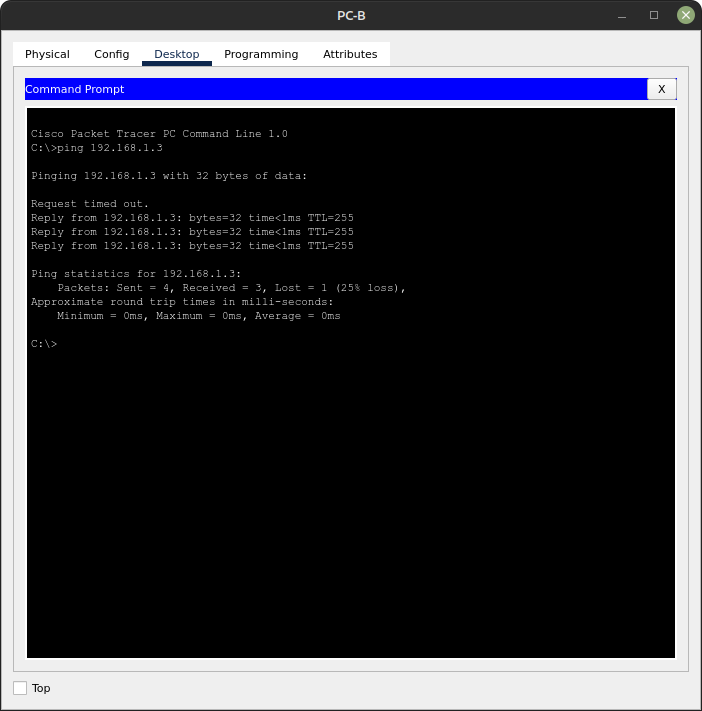 PC-B
Physical Config Desktop Programming Attributes
Command Prompt X
Cisco Packet Tracer PC Command Line 1.0
C:\>ping 192.168.1.3
Pinging 192.168.1.3 with 32 bytes of data:
Request timed out.
Reply from 192.168.1.3: bytes=32 time<1ms TTL=255
Reply from 192.168.1.3: bytes=32 time<1ms TTL=255
Reply from 192.168.1.3: bytes=32 time<1ms TTL=255
Ping statistics for 192.168.1.3:
    Packets: Sent = 4, Received = 3, Lost = 1 (25% loss),
Approximate round trip times in milli-seconds:
    Minimum = 0ms, Maximum = 0ms, Average = 0ms
C:\>
Top